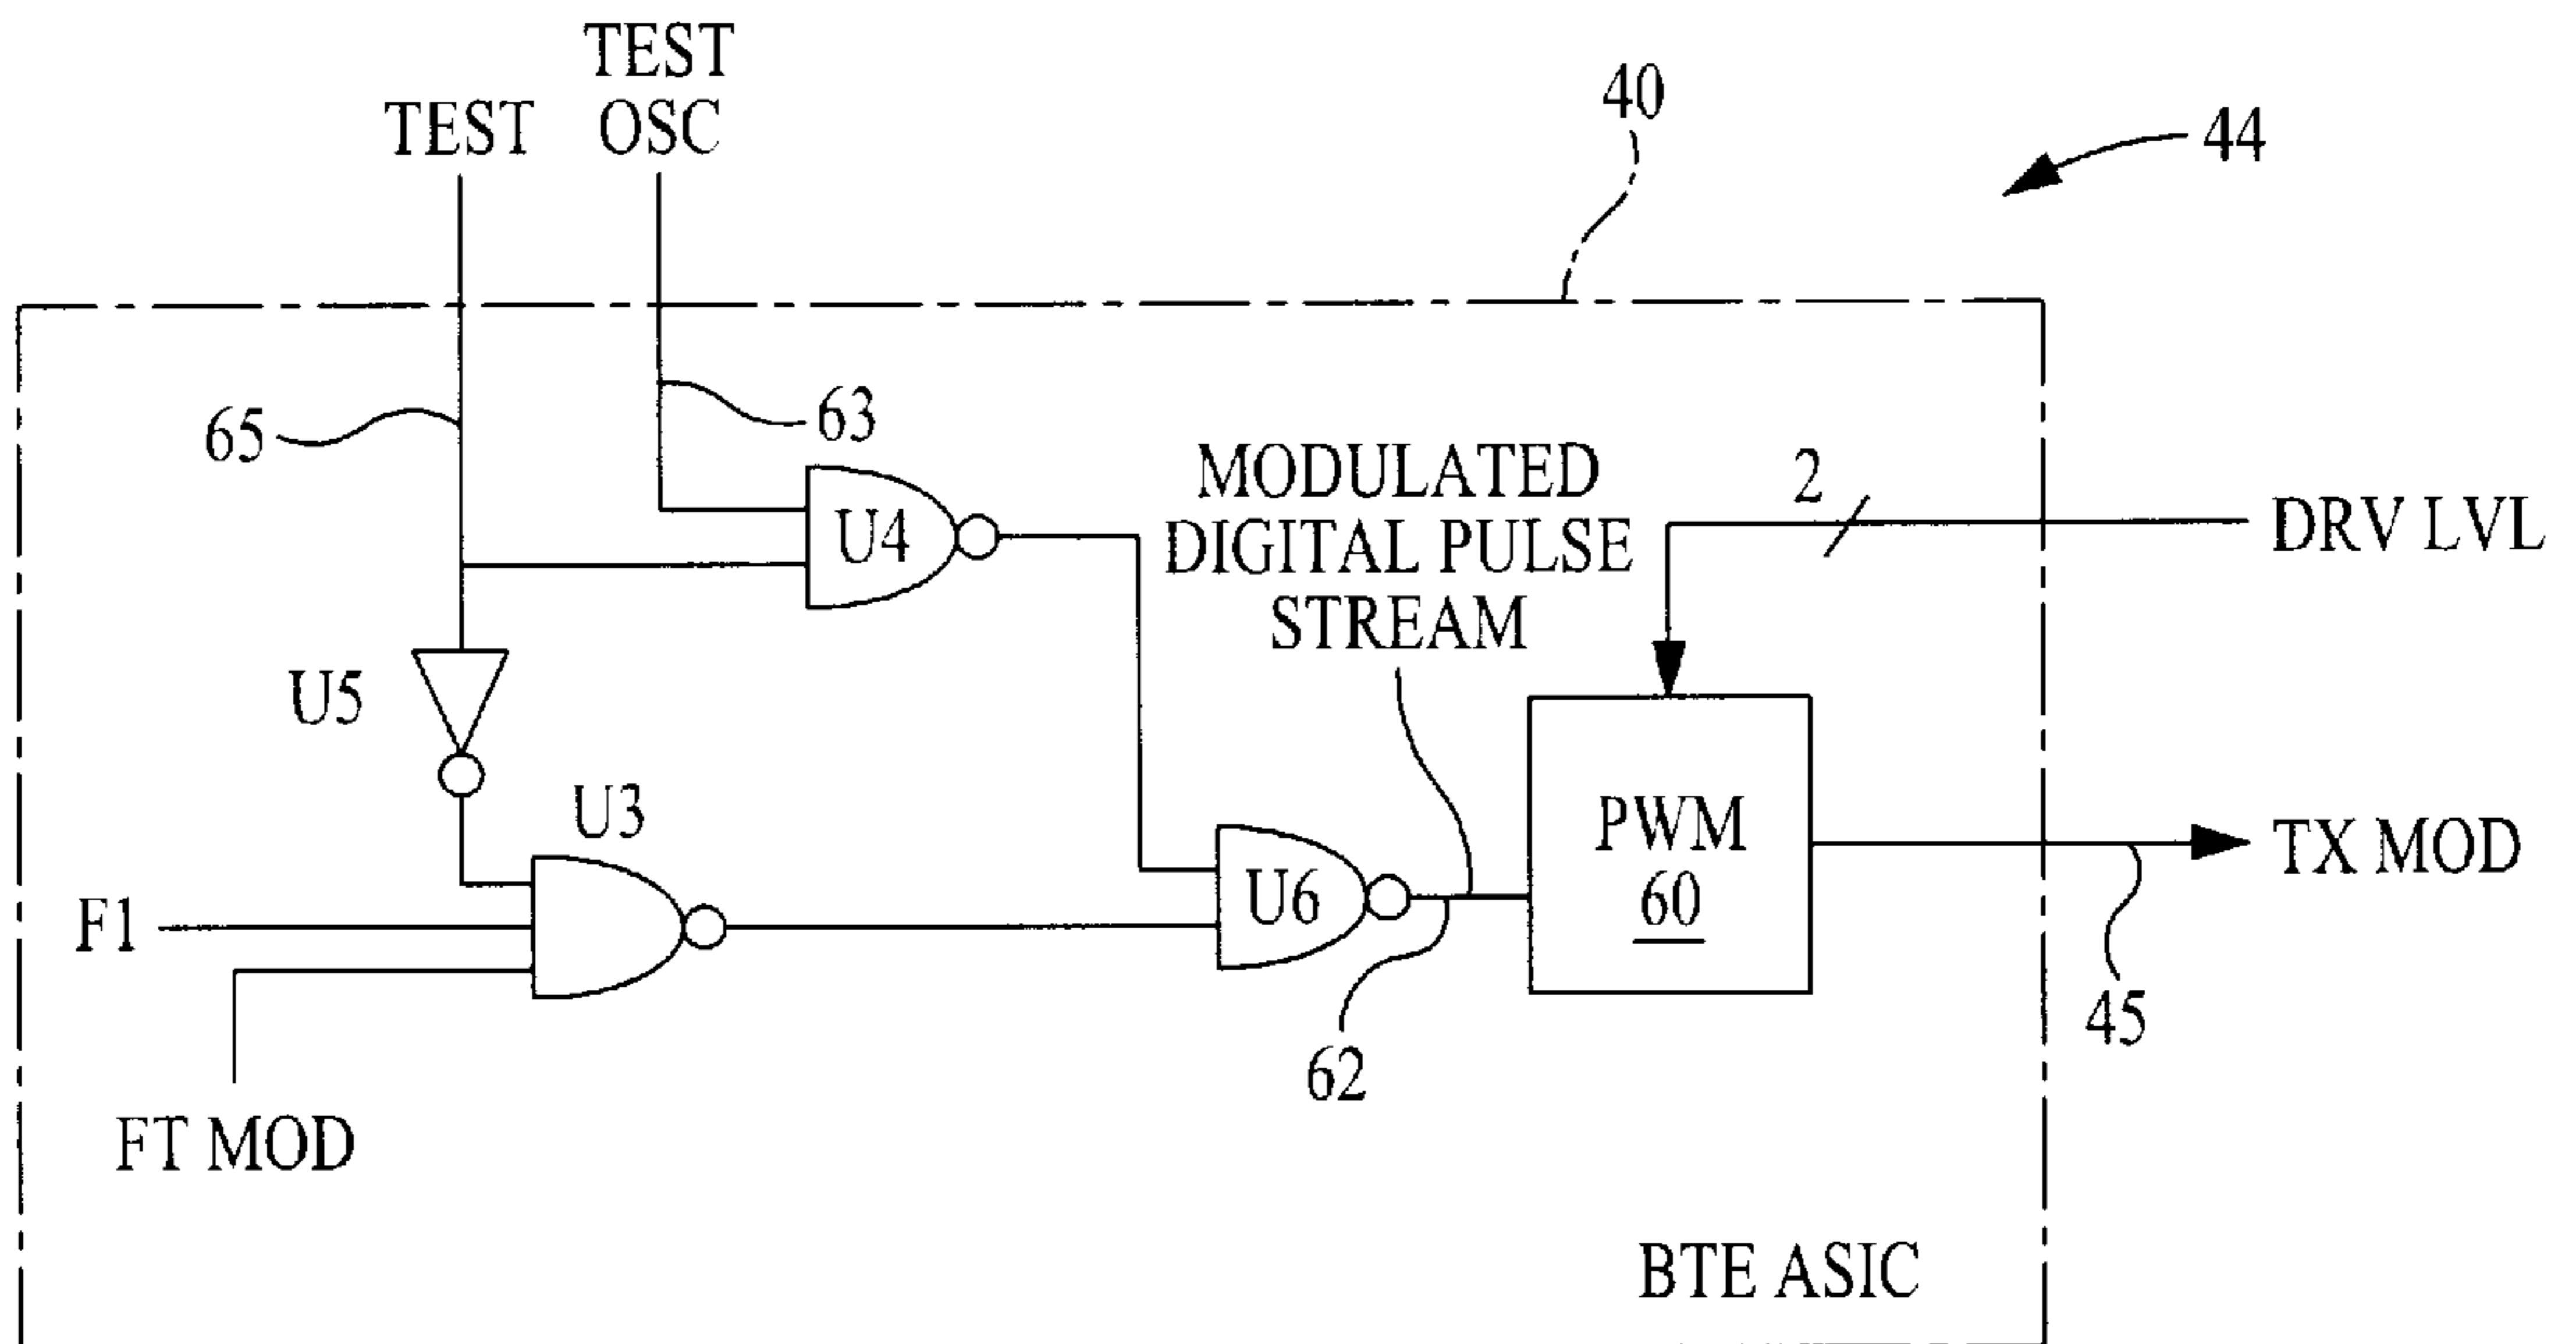 TEST
TEST
OSC
40
44
65
63
MODULATED
DIGITAL PULSE
STREAM
2
DRV LVL
U4
U5
U3
PWM
60
TX MOD
F1
U6
45
62
FT MOD
BTE ASIC